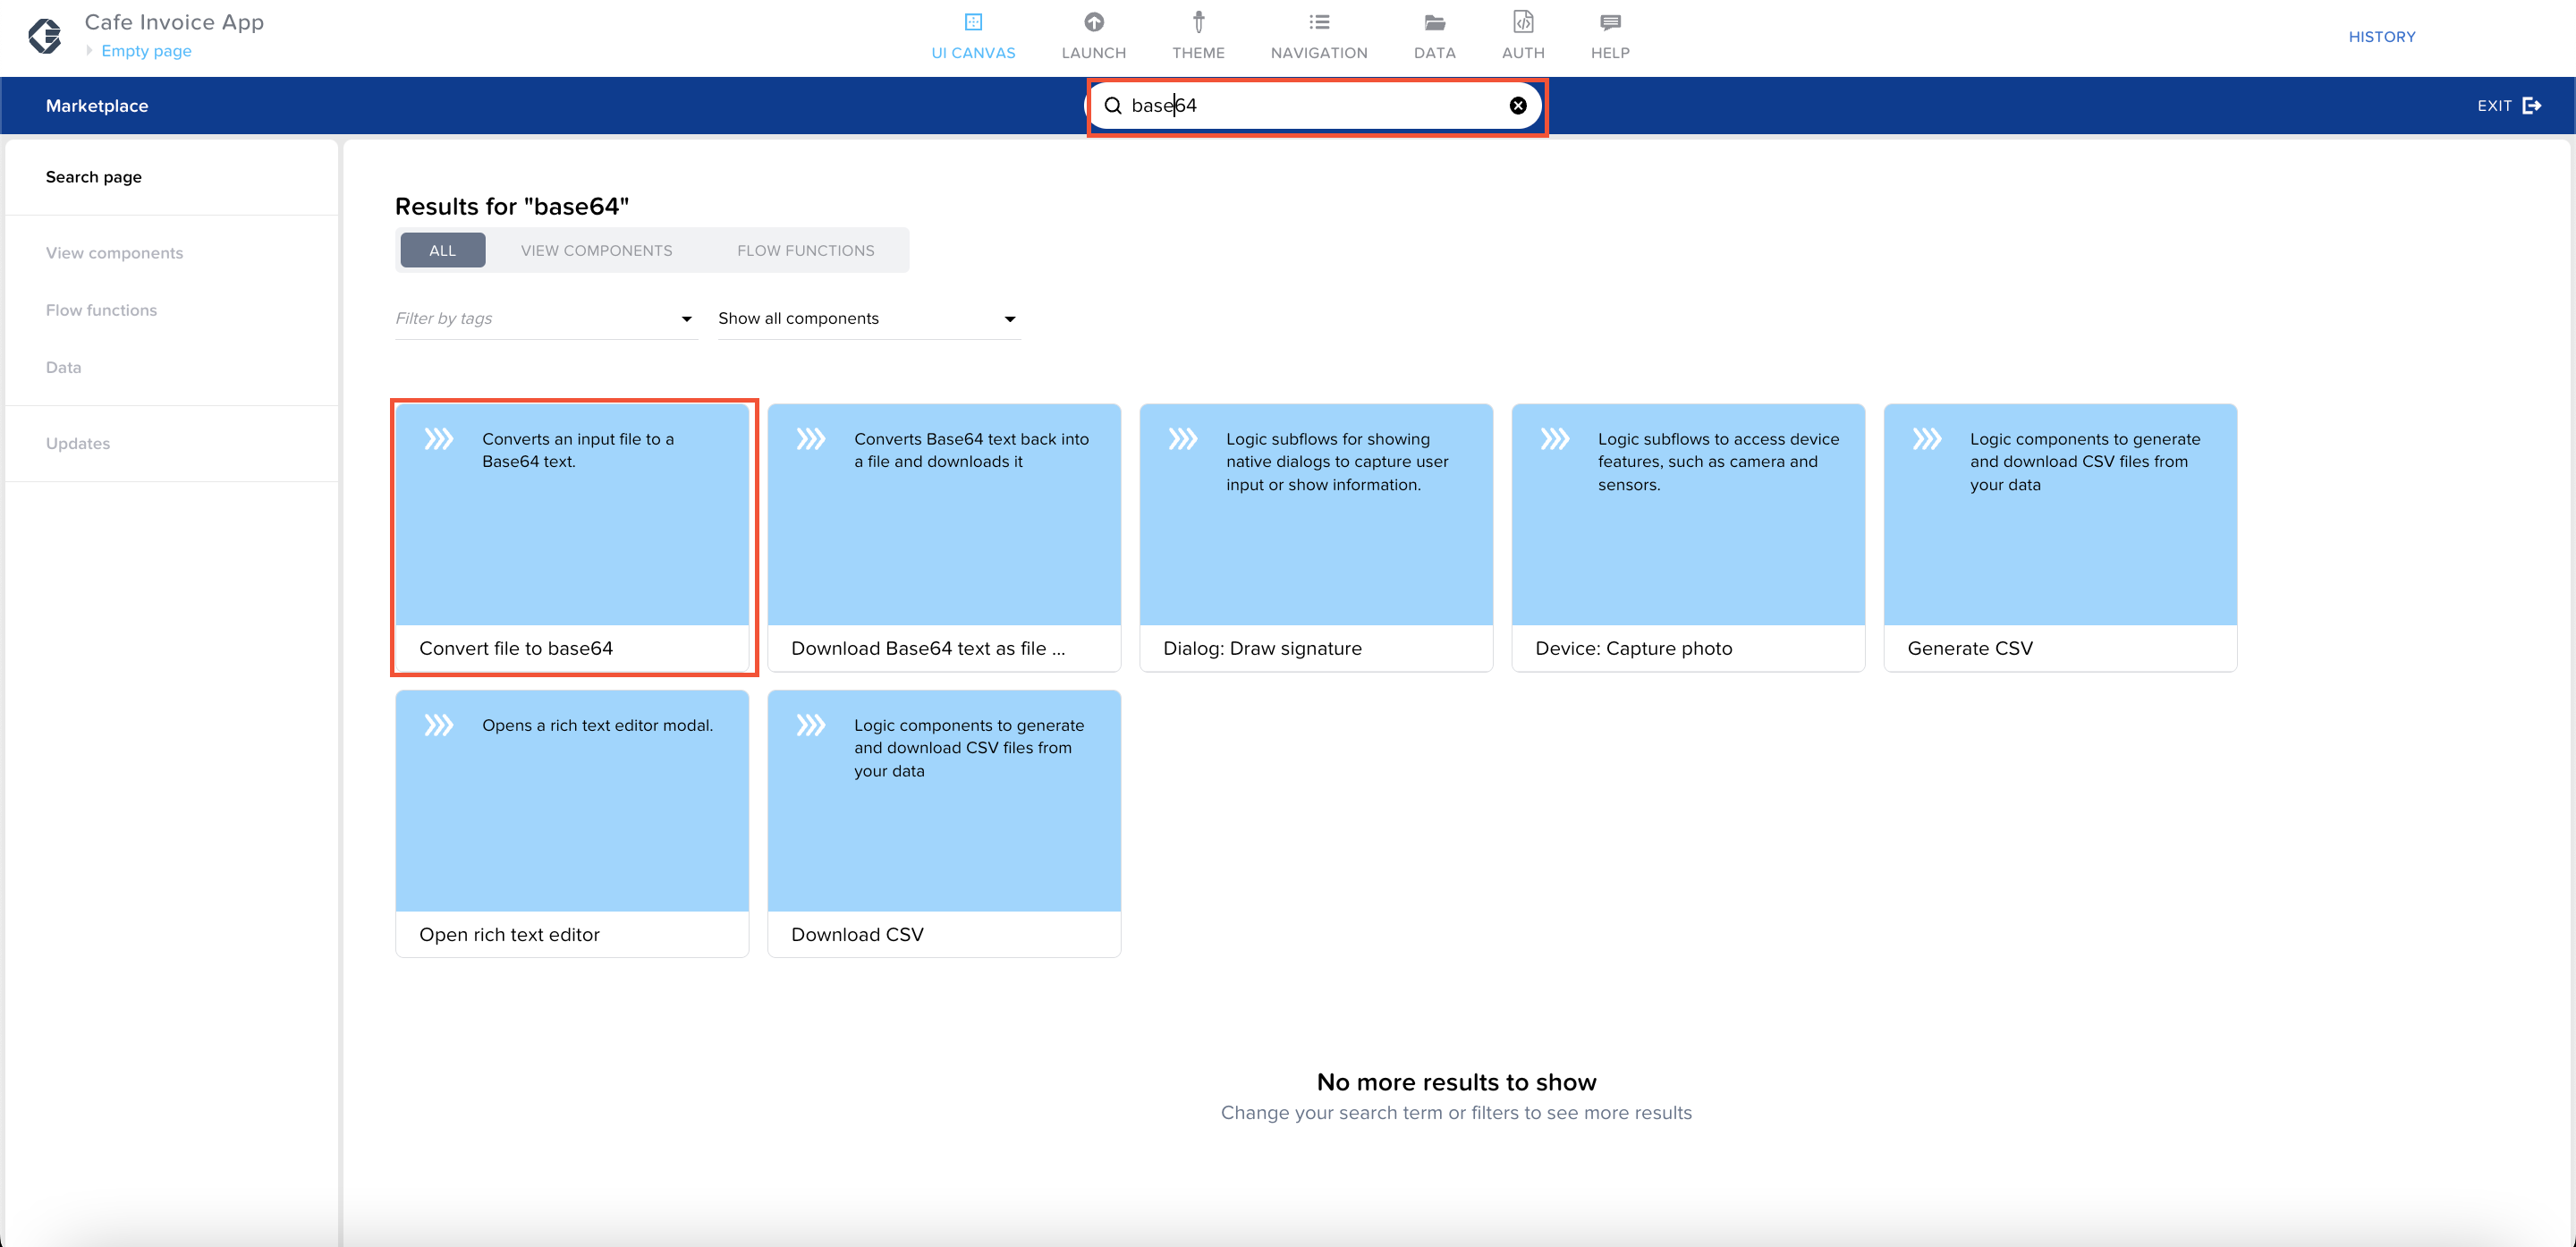 Cafe Invoice App
Empty page
UI CANVAS
LAUNCH
THEME
NAVIGATION
DATA
AUTH
HELP
HISTORY
Marketplace
base64
EXIT
Search page
View components
Flow functions
Data
Updates
Results for "base64"
ALL
VIEW COMPONENTS
FLOW FUNCTIONS
Filter by tags
Show all components
Converts an input file to a
Base64 text.
Convert file to base64
Converts Base64 text back into
a file and downloads it
Download Base64 text as file ...
Logic subflows for showing
native dialogs to capture user
input or show information.
Dialog: Draw signature
Logic subflows to access device
features, such as camera and
sensors.
Device: Capture photo
Logic components to generate
and download CSV files from
your data
Generate CSV
Opens a rich text editor modal.
Open rich text editor
Logic components to generate
and download CSV files from
your data
Download CSV
No more results to show
Change your search term or filters to see more results